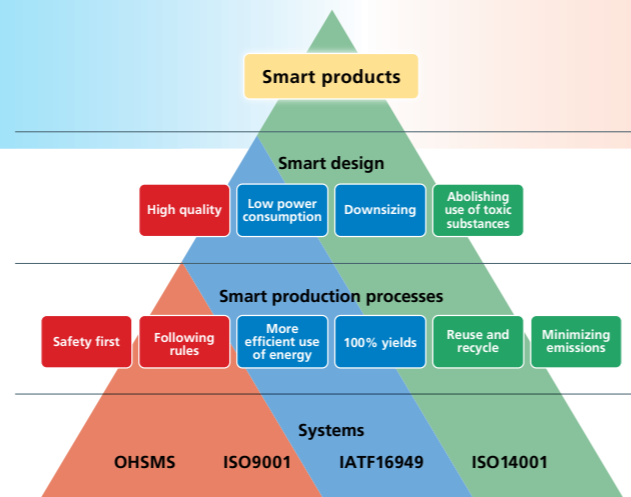 Smart products
Smart design
High quality
Low power
consumption
Downsizing
Abolishing
use of toxic
substances
Smart production processes
Safety first
Following
rules
More
efficient use
of energy
100% yields
Reuse and
recycle
Minimizing
emissions
Systems
OHSMS
ISO9001
IATF16949
ISO14001